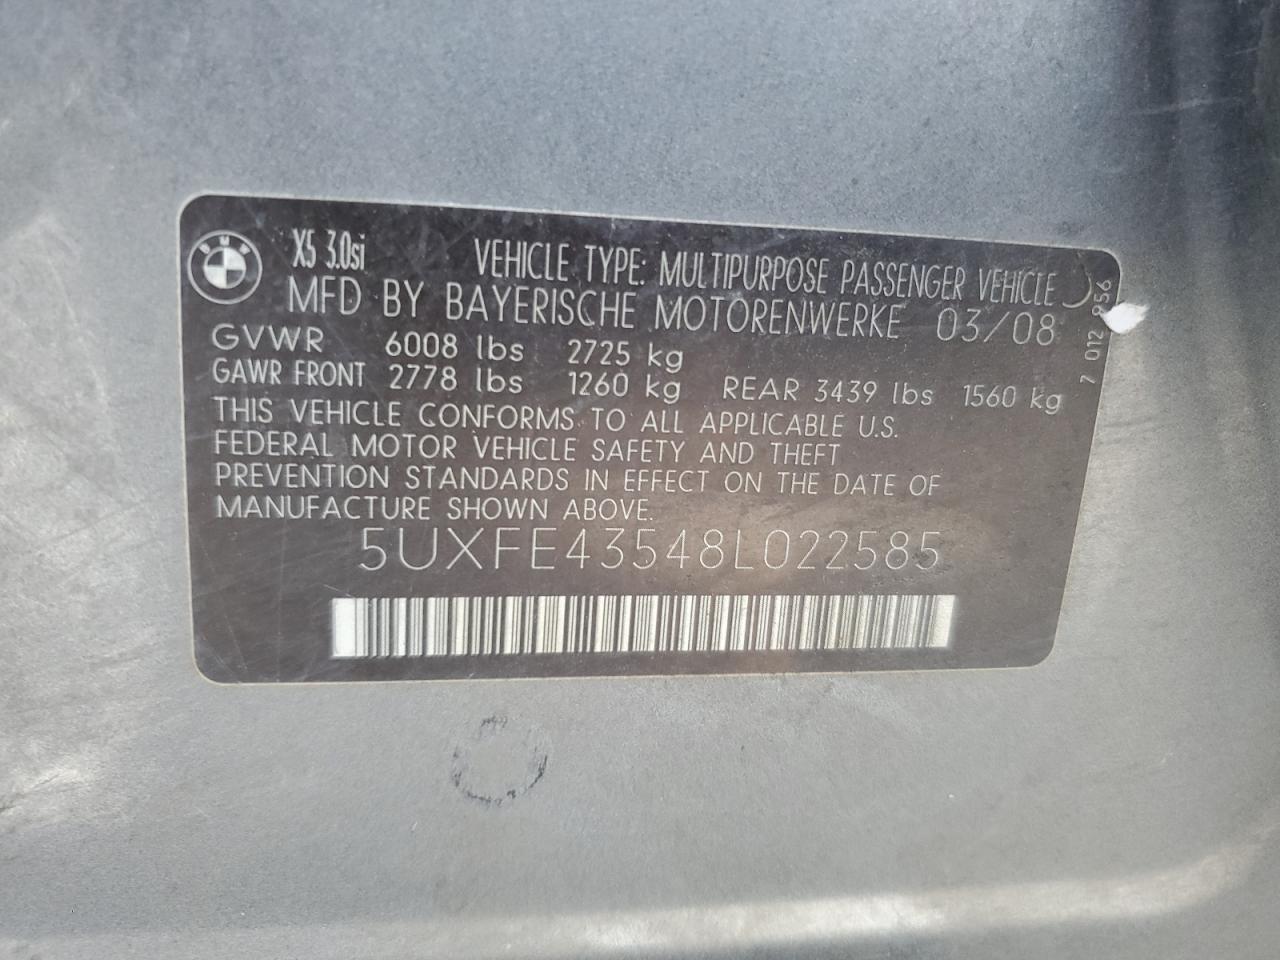 BMW
X5 3.0si
VEHICLE TYPE: MULTIPURPOSE PASSENGER VEHICLE
MFD BY BAYERISCHE MOTORENWERKE 03/08
GVWR 6008 lbs 2725 kg
GAWR FRONT 2778 lbs 1260 kg REAR 3439 lbs 1560 kg
THIS VEHICLE CONFORMS TO ALL APPLICABLE U.S.
FEDERAL MOTOR VEHICLE SAFETY AND THEFT
PREVENTION STANDARDS IN EFFECT ON THE DATE OF
MANUFACTURE SHOWN ABOVE.
5UXFE43548L022585
7 012